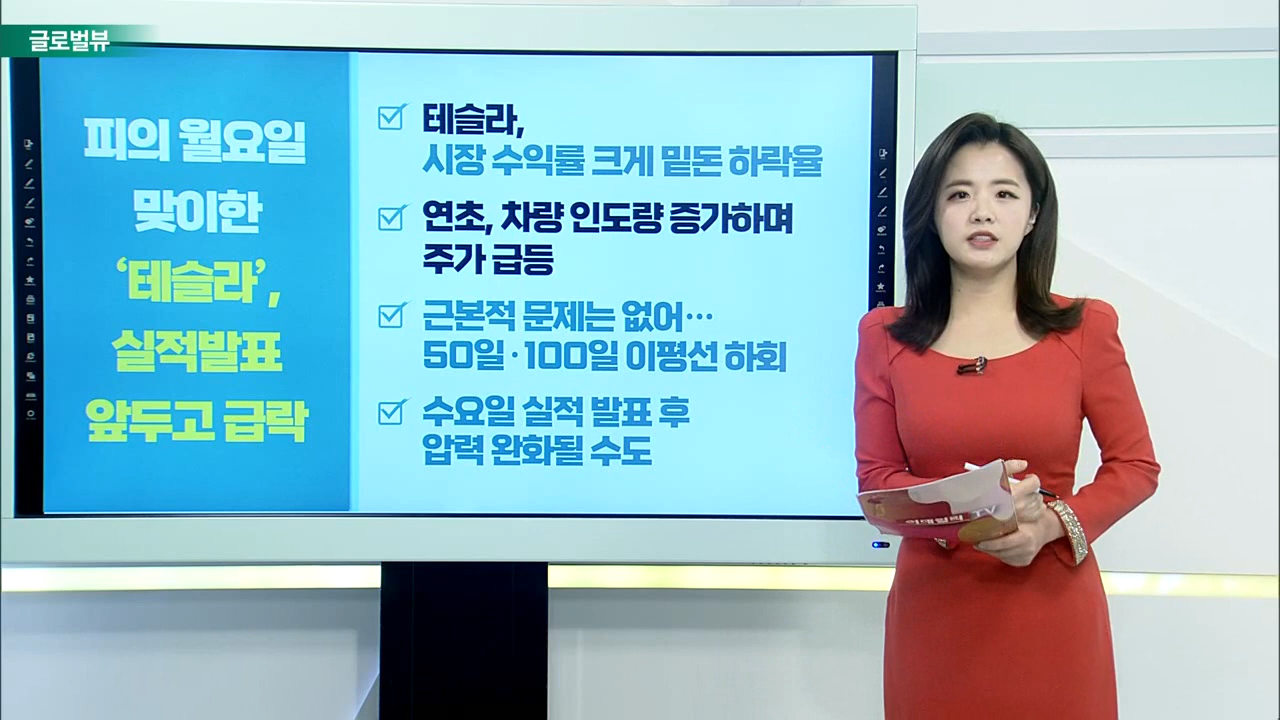 글로벌뷰
피의 월요일
맞이한
‘테슬라’,
실적발표
앞두고 급락
테슬라,
시장 수익률 크게 밑돈 하락율
연초, 차량 인도량 증가하며
주가 급등
근본적 문제는 없어…
50일·100일 이평선 하회
수요일 실적 발표 후
압력 완화될 수도